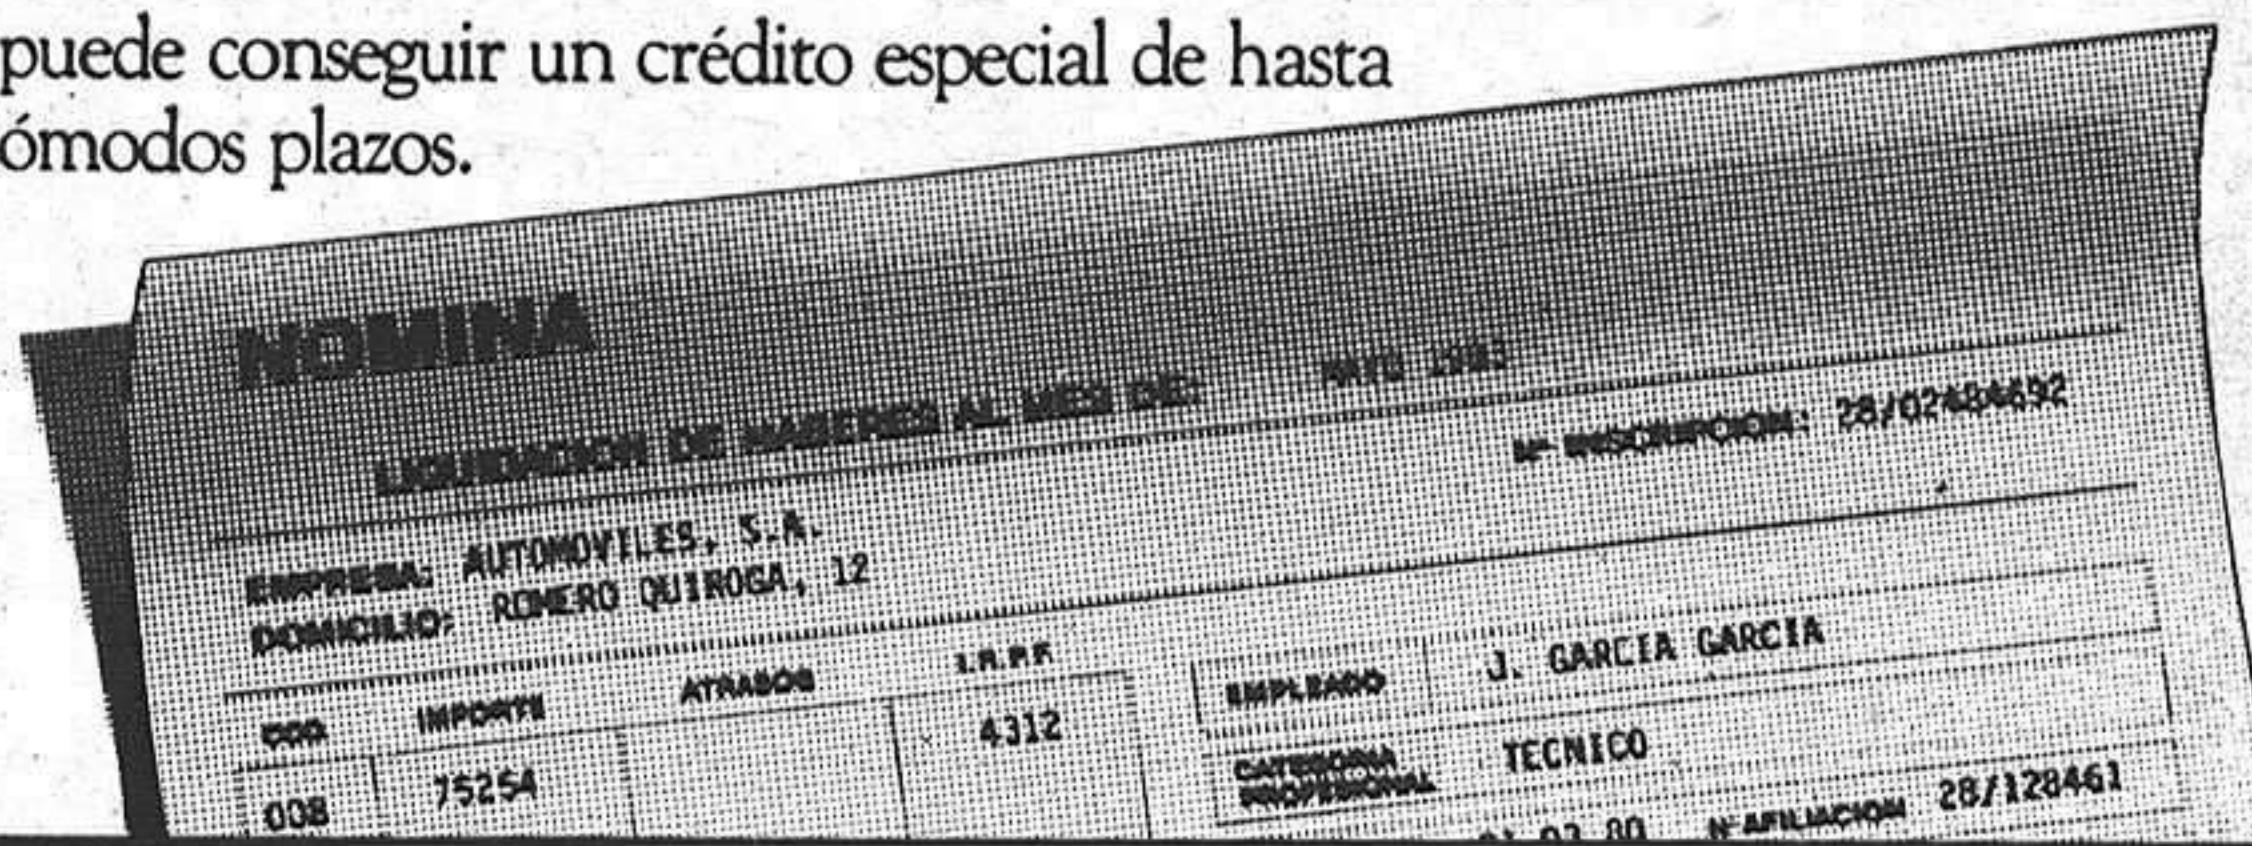 puede conseguir un crédito especial de hasta
ómodos plazos.
NOMINA
LIQUIDACION DE HABERES AL MES DE: MAYO
Nº INSCRIPCION: 28/02484692
EMPRESA: AUTOMOVILES, S.A.
DOMICILIO: ROMERO QUIROGA, 12
COD. IMPORTE ATRASOS I.R.P.F.
008 75254 4312
EMPLEADO J. GARCIA GARCIA
CATEGORIA PROFESIONAL TECNICO
Nº AFILIACION 28/128461